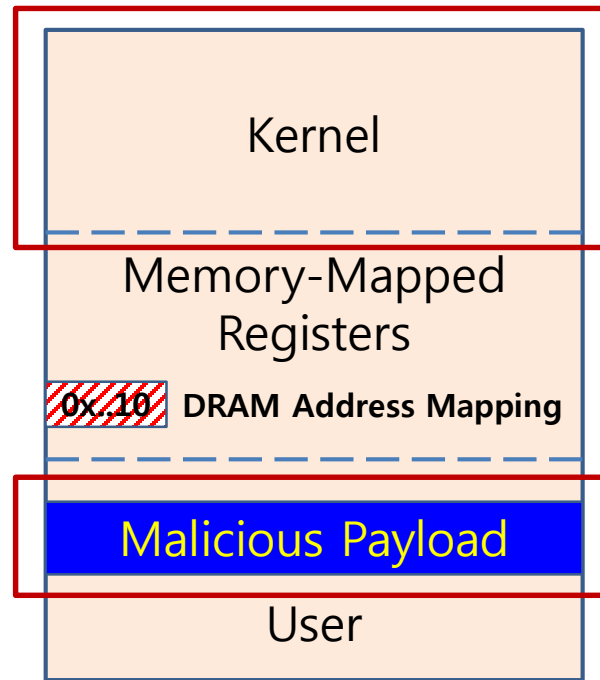 Kernel
Memory-Mapped
Registers
0x..10 DRAM Address Mapping
Malicious Payload
User